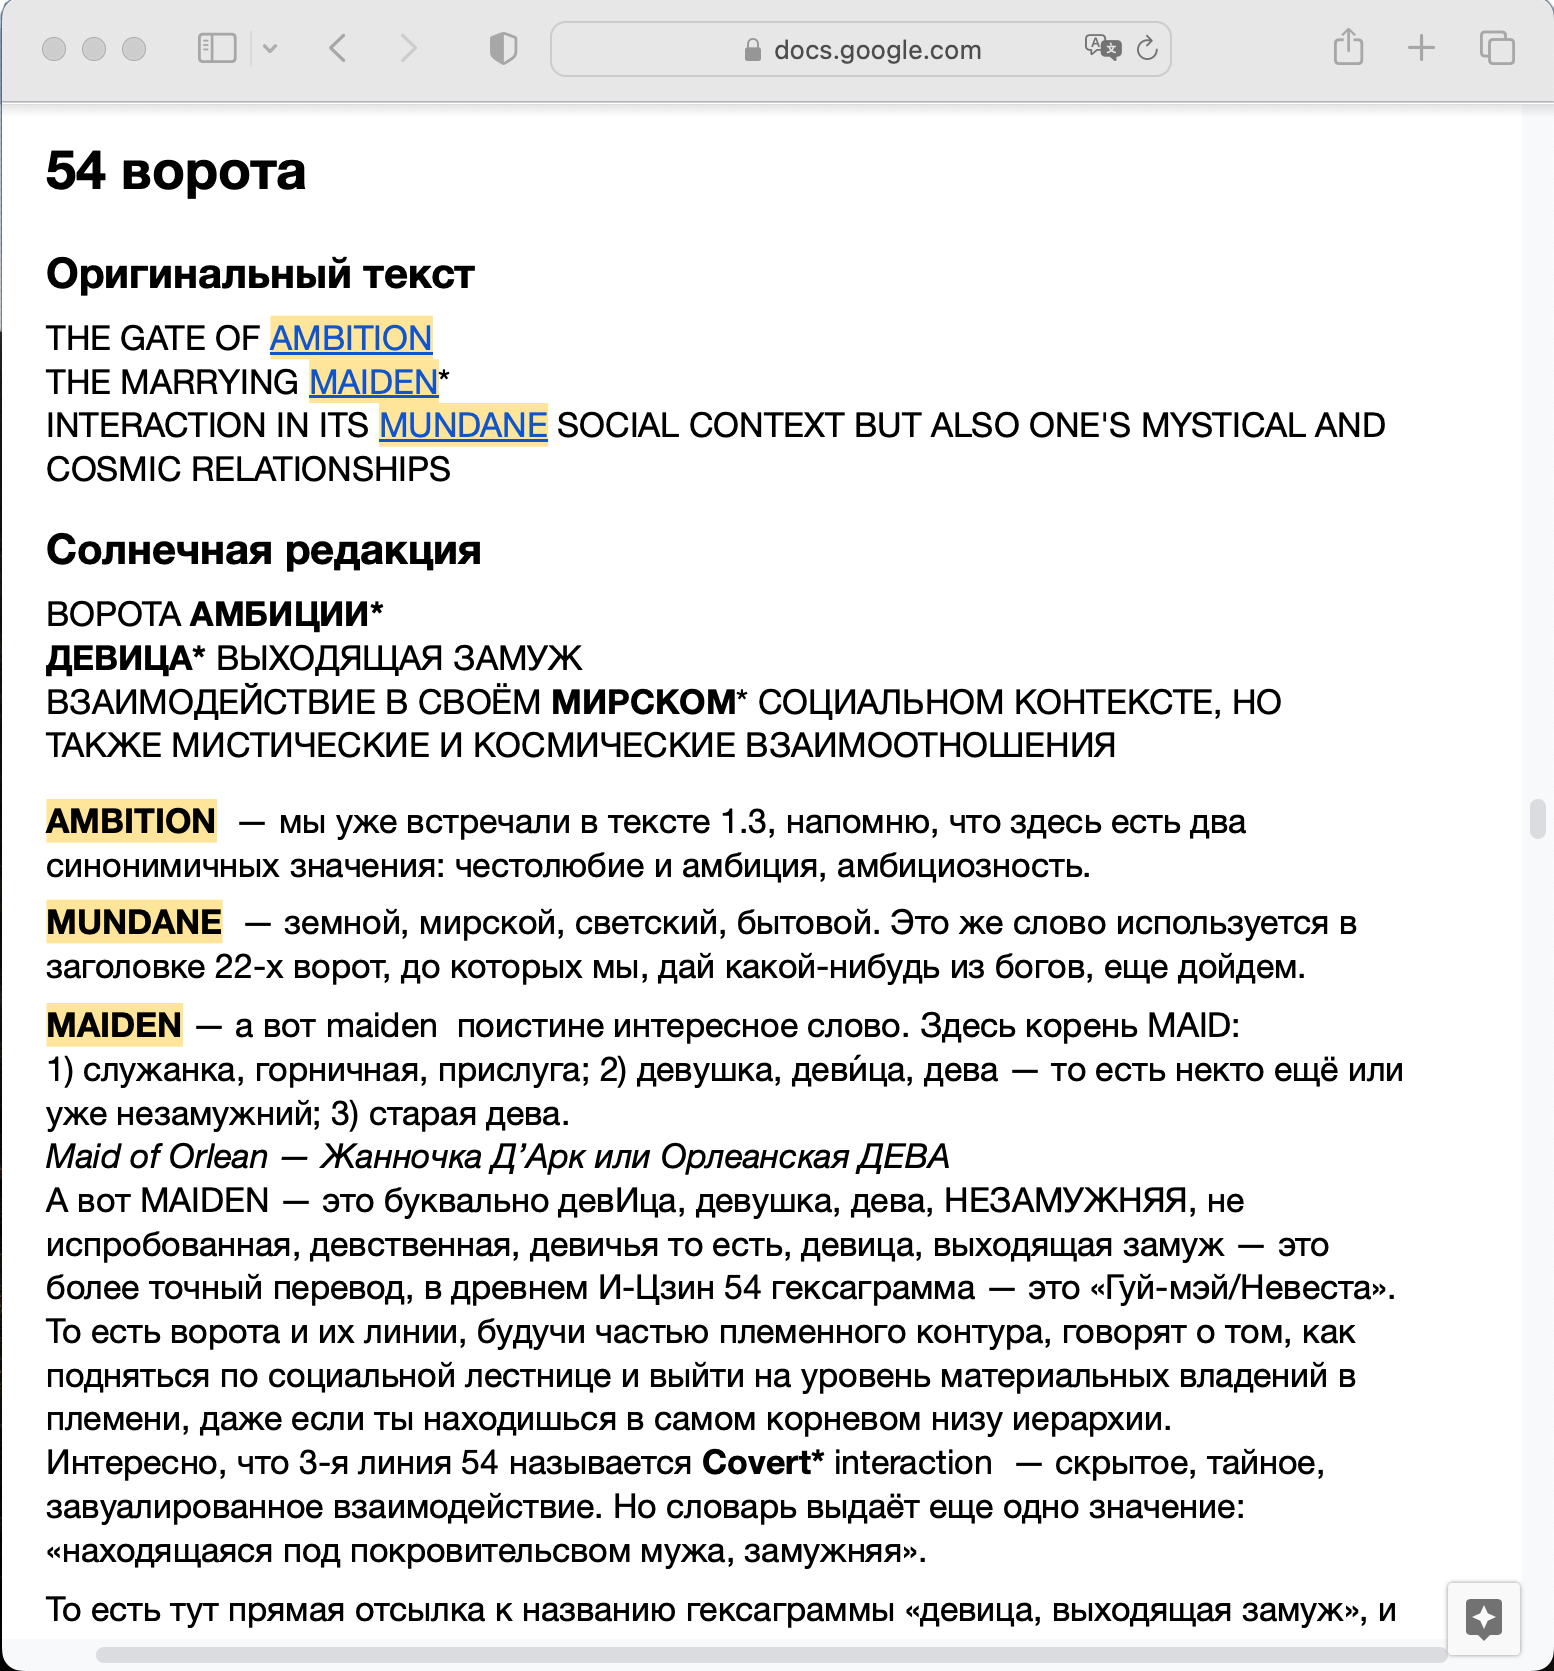 docs.google.com
54 ворота
Оригинальный текст
THE GATE OF AMBITION
THE MARRYING MAIDEN*
INTERACTION IN ITS MUNDANE SOCIAL CONTEXT BUT ALSO ONE'S MYSTICAL AND
COSMIC RELATIONSHIPS
Солнечная редакция
ВОРОТА АМБИЦИИ*
ДЕВИЦА* ВЫХОДЯЩАЯ ЗАМУЖ
ВЗАИМОДЕЙСТВИЕ В СВОЁМ МИРСКОМ* СОЦИАЛЬНОМ КОНТЕКСТЕ, НО
ТАКЖЕ МИСТИЧЕСКИЕ И КОСМИЧЕСКИЕ ВЗАИМООТНОШЕНИЯ
AMBITION — мы уже встречали в тексте 1.3, напомню, что здесь есть два
синонимичных значения: честолюбие и амбиция, амбициозность.
MUNDANE — земной, мирской, светский, бытовой. Это же слово используется в
заголовке 22-х ворот, до которых мы, дай какой-нибудь из богов, еще дойдем.
MAIDEN — а вот maiden поистине интересное слово. Здесь корень MAID:
1) служанка, горничная, прислуга; 2) девушка, деви́ца, дева — то есть некто ещё или
уже незамужний; 3) старая дева.
Maid of Orlean — Жанночка Д’Арк или Орлеанская ДЕВА
А вот MAIDEN — это буквально девИца, девушка, дева, НЕЗАМУЖНЯЯ, не
испробованная, девственная, девичья то есть, девица, выходящая замуж — это
более точный перевод, в древнем И-Цзин 54 гексаграмма — это «Гуй-мэй/Невеста».
То есть ворота и их линии, будучи частью племенного контура, говорят о том, как
подняться по социальной лестнице и выйти на уровень материальных владений в
племени, даже если ты находишься в самом корневом низу иерархии.
Интересно, что 3-я линия 54 называется Covert* interaction — скрытое, тайное,
завуалированное взаимодействие. Но словарь выдаёт еще одно значение:
«находящаяся под покровительсвом мужа, замужняя».
То есть тут прямая отсылка к названию гексаграммы «девица, выходящая замуж», и